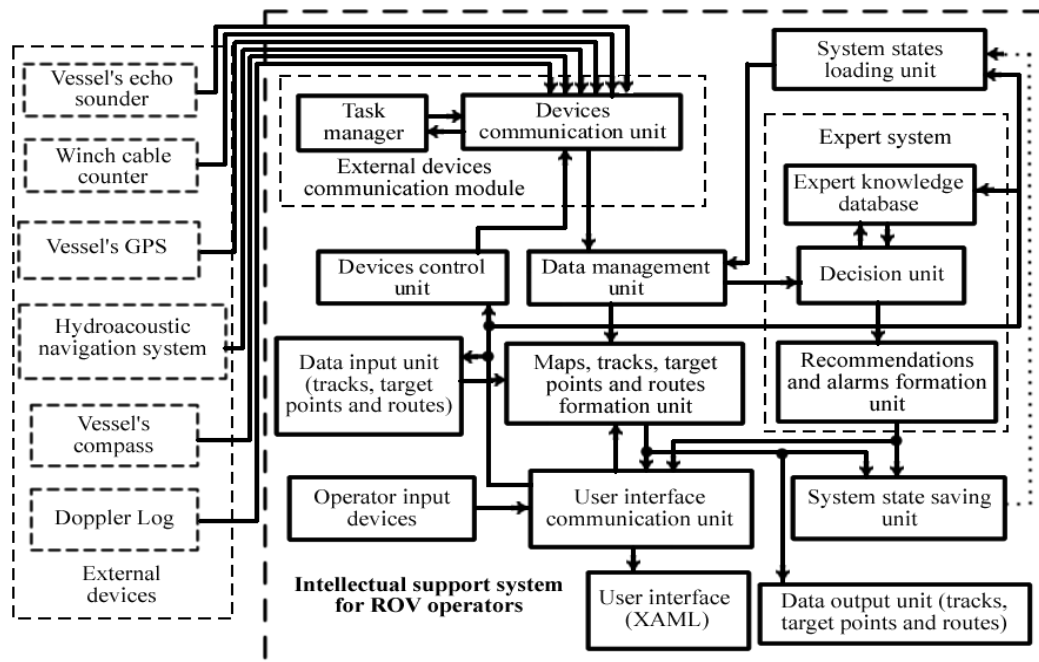 Vessel's echo
sounder
Winch cable
counter
Vessel's GPS
Hydroacoustic
navigation system
Vessel's
compass
Doppler Log
External
devices
Task
manager
Devices
communication unit
External devices
communication module
System states
loading unit
Expert system
Expert knowledge
database
Devices control
unit
Data management
unit
Decision unit
Data input unit
(tracks, target
points and routes)
Maps, tracks, target
points and routes
formation unit
Recommendations
and alarms formation
unit
Operator input
devices
User interface
communication unit
System state saving
unit
Intellectual support system
for ROV operators
User interface
(XAML)
Data output unit (tracks,
target points and routes)